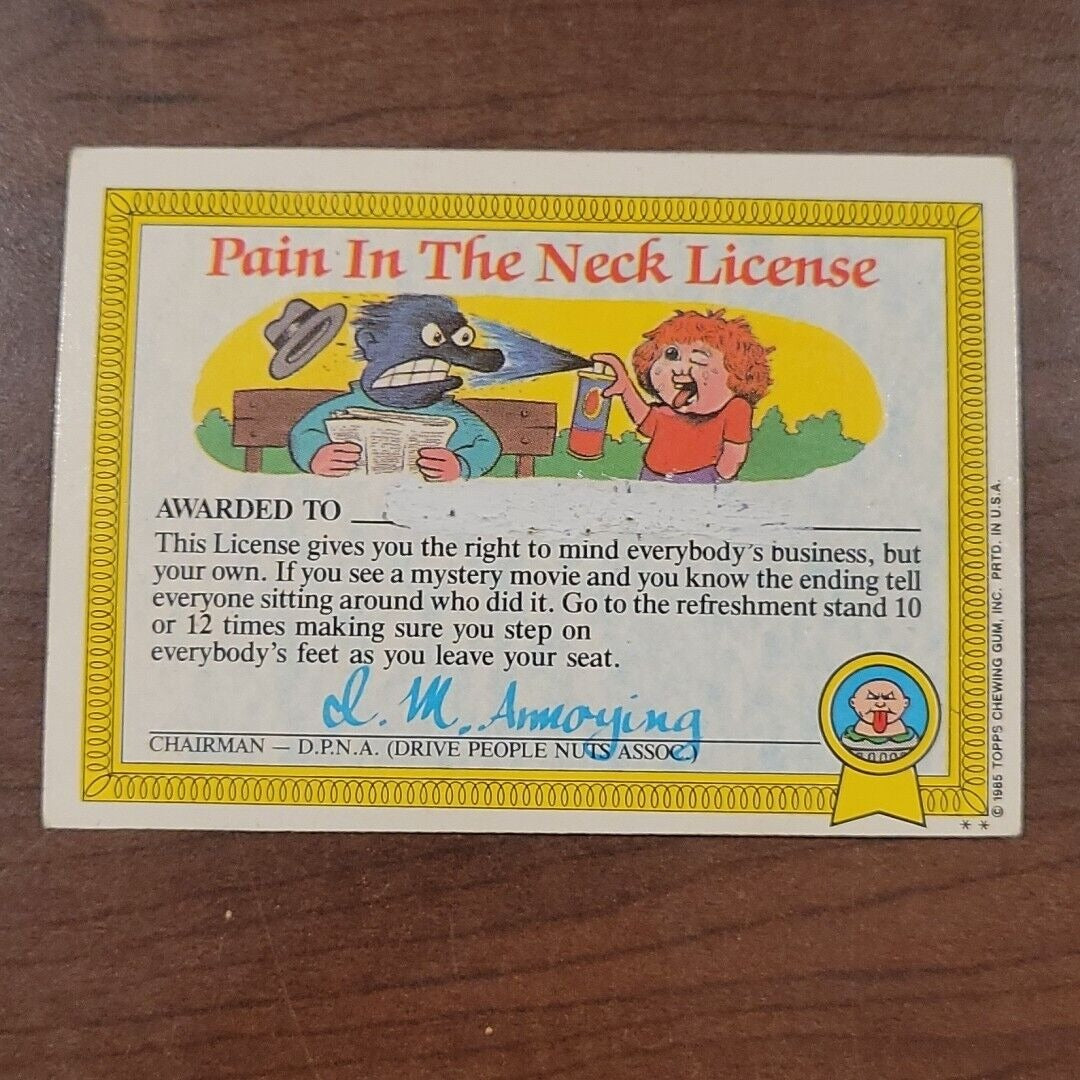 Pain In The Neck License
AWARDED TO
This License gives you the right to mind everybody's business, but
your own. If you see a mystery movie and you know the ending tell
everyone sitting around who did it. Go to the refreshment stand 10
or 12 times making sure you step on
everybody's feet as you leave your seat.
I. M. Annoying
CHAIRMAN — D.P.N.A. (DRIVE PEOPLE NUTS ASSOC.)
* *
© 1985 TOPPS CHEWING GUM, INC. PRTD. IN U.S.A.